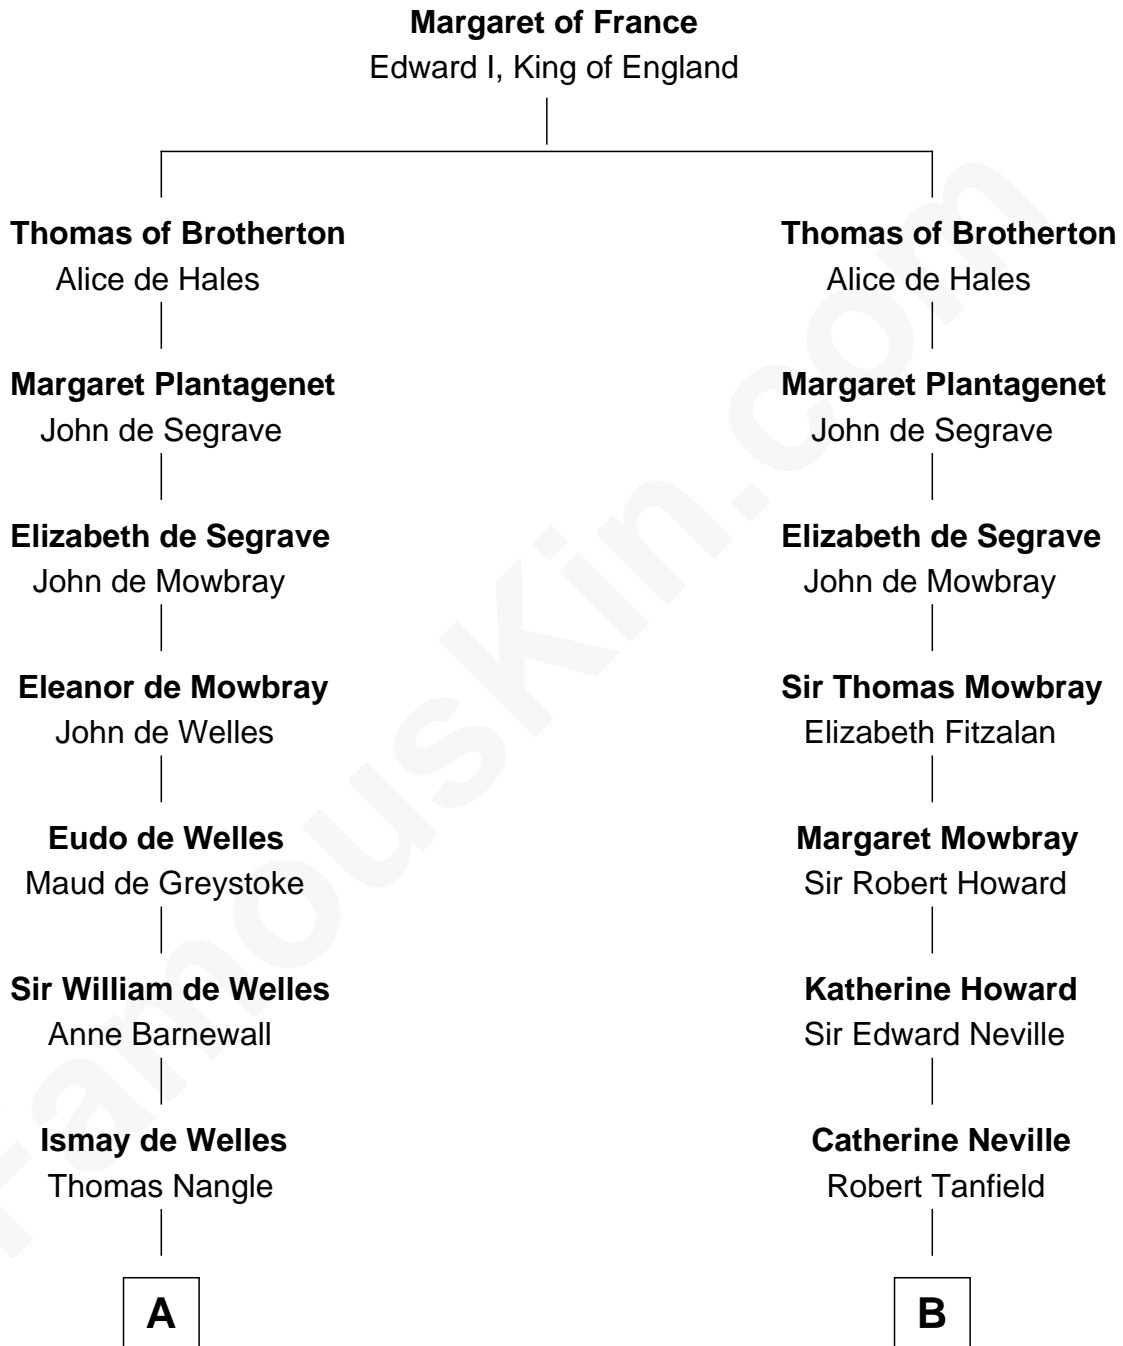 Margaret of France
Edward I, King of England
Thomas of Brotherton
Alice de Hales
Margaret Plantagenet
John de Segrave
Elizabeth de Segrave
John de Mowbray
Eleanor de Mowbray
John de Welles
Eudo de Welles
Maud de Greystoke
Sir William de Welles
Anne Barnewall
Ismay de Welles
Thomas Nangle
A
Thomas of Brotherton
Alice de Hales
Margaret Plantagenet
John de Segrave
Elizabeth de Segrave
John de Mowbray
Sir Thomas Mowbray
Elizabeth Fitzalan
Margaret Mowbray
Sir Robert Howard
Katherine Howard
Sir Edward Neville
Catherine Neville
Robert Tanfield
B
FamousKin.com